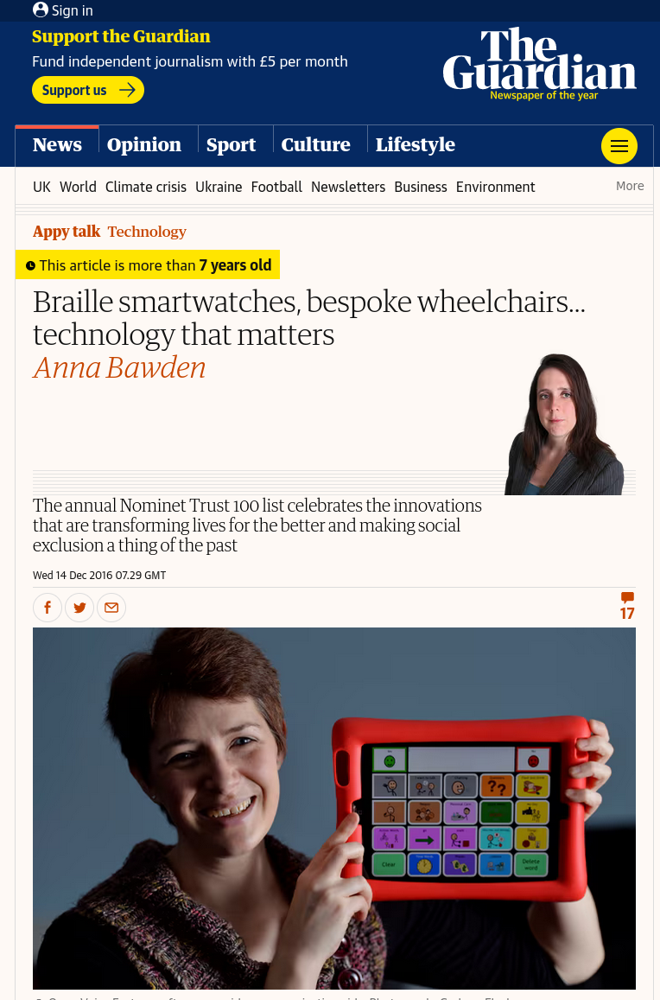 Sign in
Support the Guardian
Fund independent journalism with £5 per month
Support us
The
Guardian
Newspaper of the year
News Opinion Sport Culture Lifestyle
UK World Climate crisis Ukraine Football Newsletters Business Environment More
Appy talk Technology
This article is more than 7 years old
Braille smartwatches, bespoke wheelchairs...
technology that matters
Anna Bawden
The annual Nominet Trust 100 list celebrates the innovations
that are transforming lives for the better and making social
exclusion a thing of the past
Wed 14 Dec 2016 07.29 GMT
17
??
Clear
Delete
word